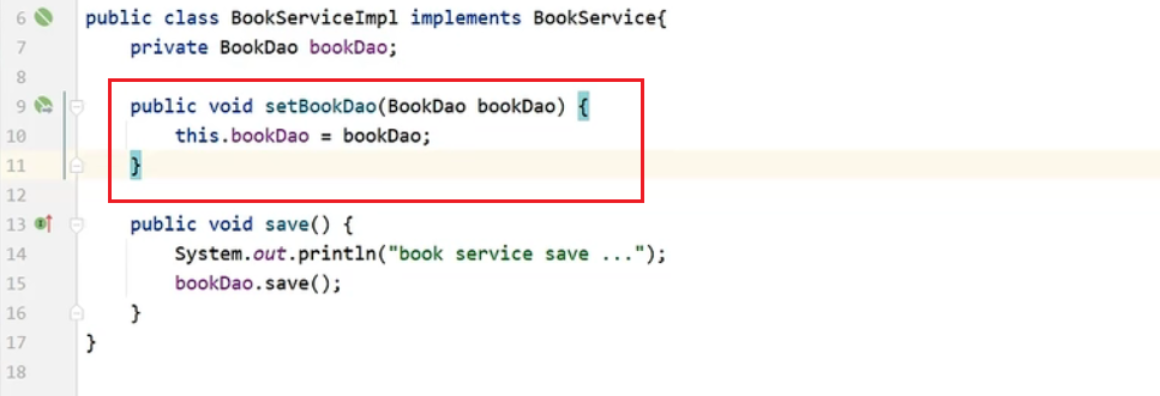 6 public class BookServiceImpl implements BookService{
7 private BookDao bookDao;
8
9 public void setBookDao(BookDao bookDao) {
10 this.bookDao = bookDao;
11 }
12
13 public void save() {
14 System.out.println("book service save ...");
15 bookDao.save();
16 }
17 }
18